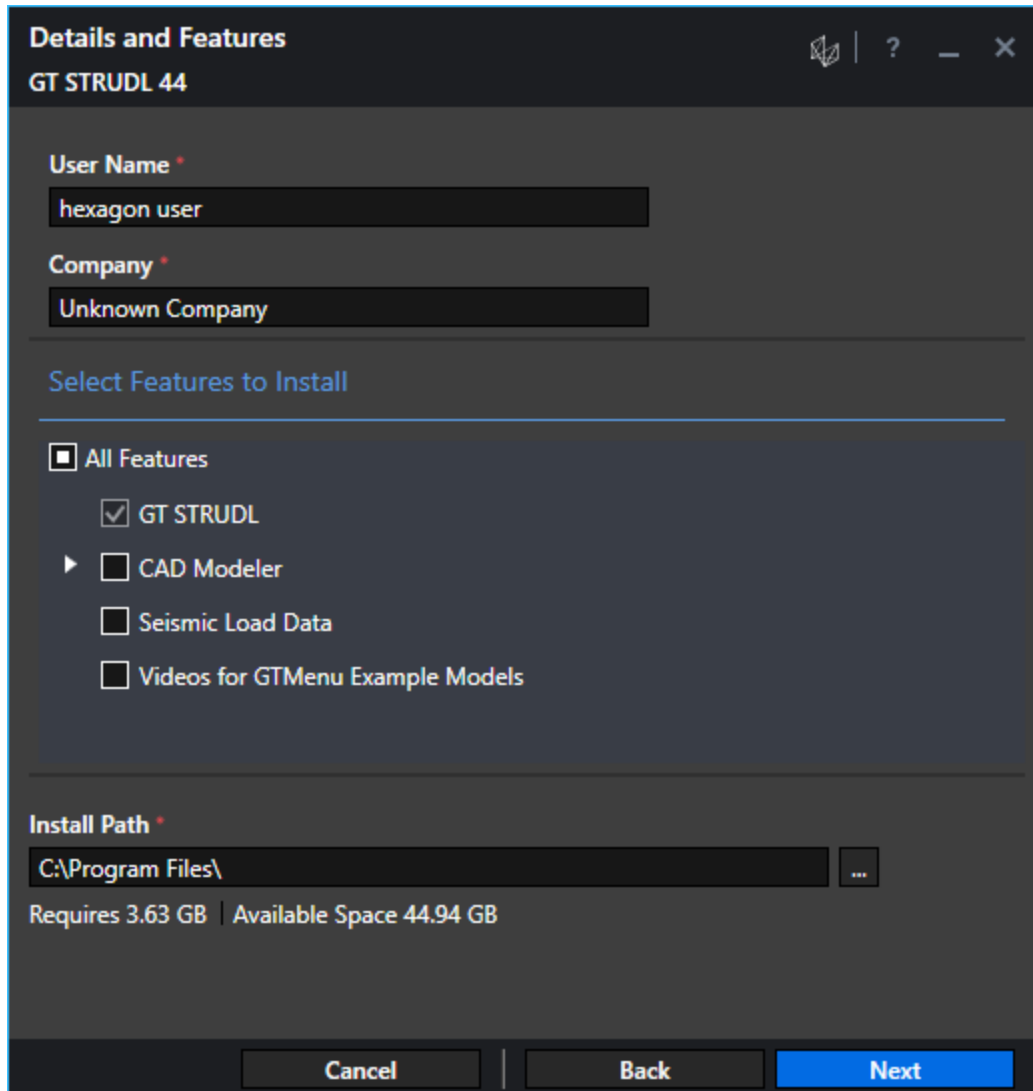 Details and Features
GT STRUDL 44
?
User Name *
hexagon user
Company *
Unknown Company
Select Features to Install
All Features
GT STRUDL
CAD Modeler
Seismic Load Data
Videos for GTMenu Example Models
Install Path *
C:\Program Files\
...
Requires 3.63 GB | Available Space 44.94 GB
Cancel | Back Next